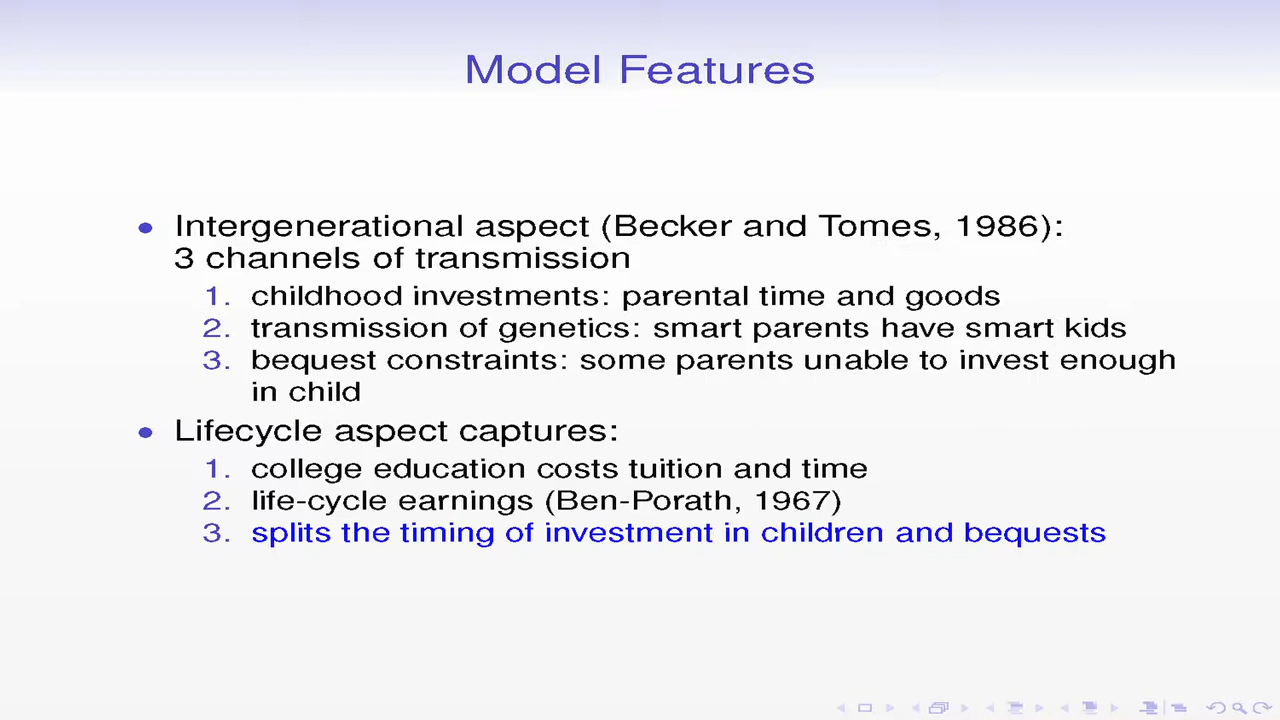 Model Features
• Intergenerational aspect (Becker and Tomes, 1986):
3 channels of transmission
1. childhood investments: parental time and goods
2. transmission of genetics: smart parents have smart kids
3. bequest constraints: some parents unable to invest enough
in child
• Lifecycle aspect captures:
1. college education costs tuition and time
2. life-cycle earnings (Ben-Porath, 1967)
3. splits the timing of investment in children and bequests